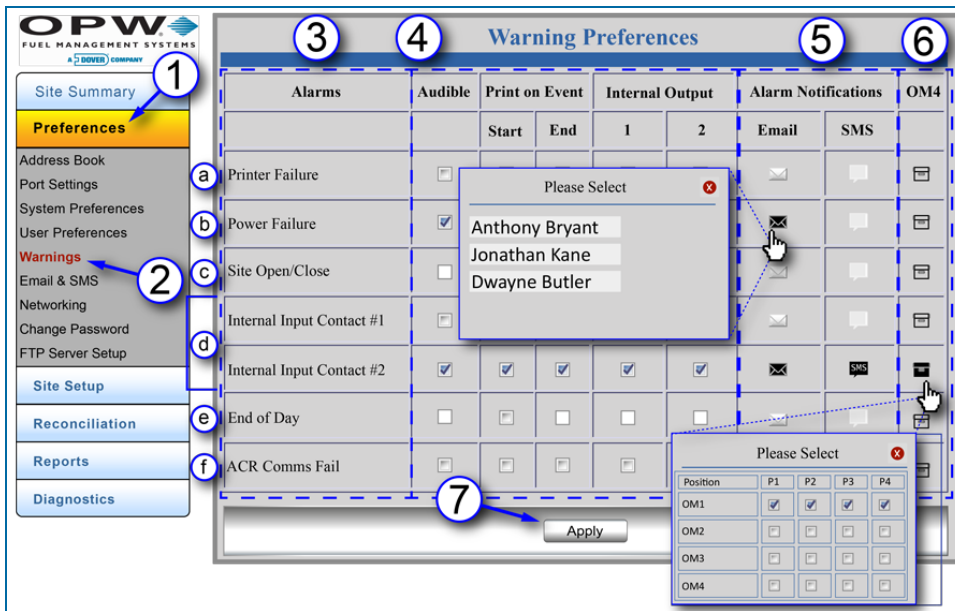 OPW
FUEL MANAGEMENT SYSTEMS
A DOVER COMPANY
1
Site Summary
Preferences
Address Book
Port Settings
System Preferences
User Preferences
Warnings
Email & SMS
2
Networking
Change Password
FTP Server Setup
Site Setup
Reconciliation
Reports
Diagnostics
3
4
Warning Preferences
5
6
Alarms Audible Print on Event Internal Output Alarm Notifications OM4
Start End 1 2 Email SMS
a Printer Failure
b Power Failure
c Site Open/Close
d
Internal Input Contact #1
Internal Input Contact #2 SMS
e End of Day
f ACR Comms Fail
Please Select
Anthony Bryant
Jonathan Kane
Dwayne Butler
7
Apply
Please Select
Position P1 P2 P3 P4
OM1
OM2
OM3
OM4